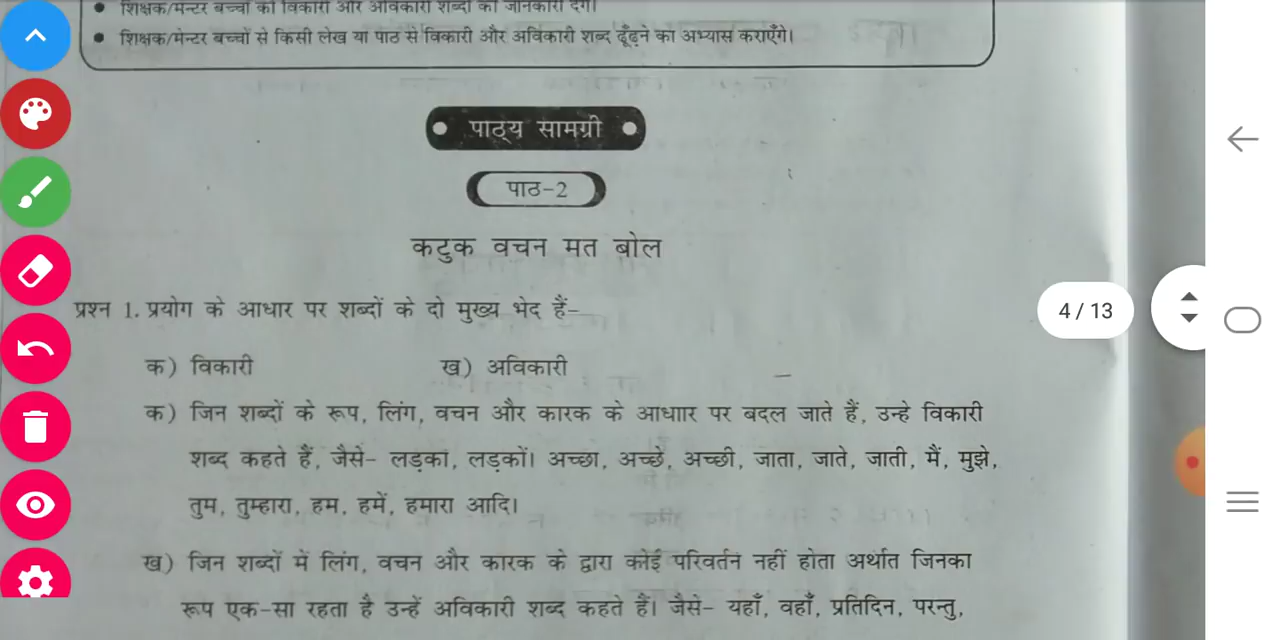 शिक्षक/मेन्टर बच्चों को विकारी और अविकारी शब्दों की जानकारी देंगे।
शिक्षक/मेन्टर बच्चों से किसी लेख या पाठ से विकारी और अविकारी शब्द ढूँढ़ने का अभ्यास कराएँगे।
पाठ्य सामग्री
पाठ-2
कटुक वचन मत बोल
प्रश्न 1. प्रयोग के आधार पर शब्दों के दो मुख्य भेद हैं-
4 / 13
क) विकारी ख) अविकारी
क) जिन शब्दों के रूप, लिंग, वचन और कारक के आधाार पर बदल जाते हैं, उन्हे विकारी
शब्द कहते हैं, जैसे- लड़का, लड़कों। अच्छा, अच्छे, अच्छी, जाता, जाते, जाती, मैं, मुझे,
तुम, तुम्हारा, हम, हमें, हमारा आदि।
ख) जिन शब्दों में लिंग, वचन और कारक के द्वारा कोई परिवर्तन नहीं होता अर्थात जिनका
रूप एक-सा रहता है उन्हें अविकारी शब्द कहते हैं। जैसे- यहाँ, वहाँ, प्रतिदिन, परन्तु,